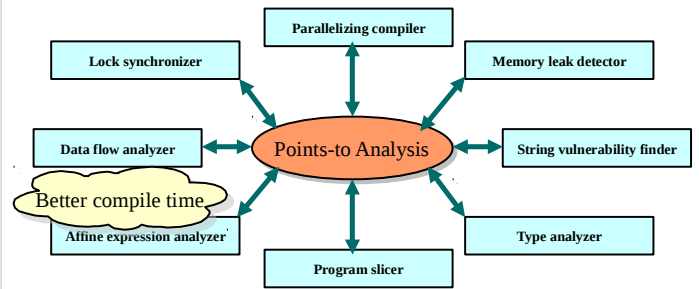 Parallelizing compiler
Lock synchronizer
Memory leak detector
Data flow analyzer
Points-to Analysis
String vulnerability finder
Better compile time
Affine expression analyzer
Type analyzer
Program slicer